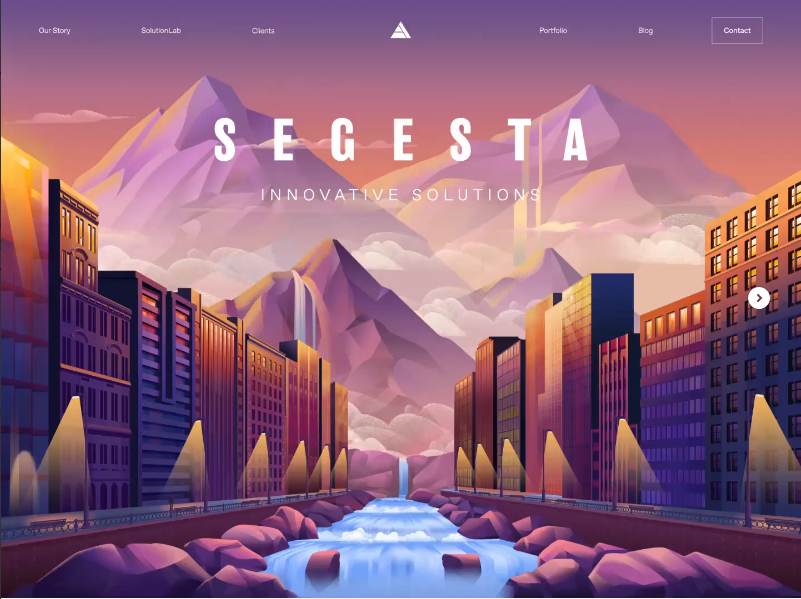 Our Story SolutionLab Clients Portfolio Blog Contact
SEGESTA
INNOVATIVE SOLUTIONS